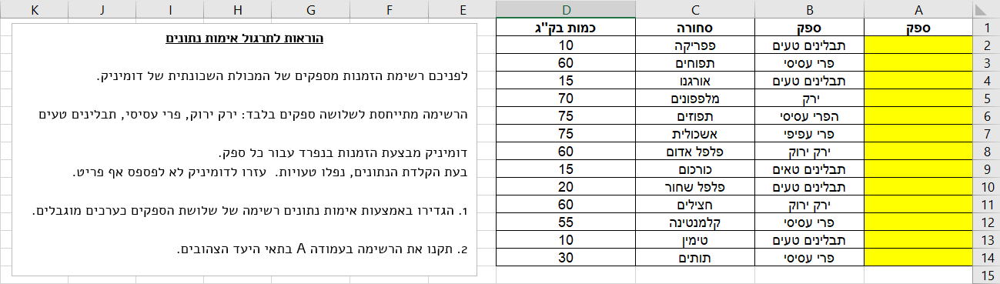 A B C D E F G H I J K
1 ספק ספק סחורה כמות בק"ג
2 תבלינים טעים פפריקה 10
3 פרי עסיסי תפוחים 60
4 תבלינים טעים אורגנו 15
5 ירק מלפפונים 70
6 הפרי עסיסי תפוזים 75
7 פרי עפיפי אשכולית 75
8 ירק ירוק פלפל אדום 60
9 תבלינים טאים כורכום 15
10 תבלינים טעים פלפל שחור 20
11 ירק ירוק חצילים 60
12 פרי עסיסי קלמנטינה 55
13 תבלינים טעים טימין 10
14 פרי עסיסי תותים 30
15
הוראות לתרגול אימות נתונים
לפניכם רשימת הזמנות מספקים של המכולת השכונתית של דומיניק.
הרשימה מתייחסת לשלושה ספקים בלבד: ירק ירוק, פרי עסיסי, תבלינים טעים
דומיניק מבצעת הזמנות בנפרד עבור כל ספק.
בעת הקלדת הנתונים, נפלו טעויות. עזרו לדומיניק לא לפספס אף פריט.
1. הגדירו באמצעות אימות נתונים רשימה של שלושת הספקים כערכים מוגבלים.
2. תקנו את הרשימה בעמודה A בתאי היעד הצהובים.